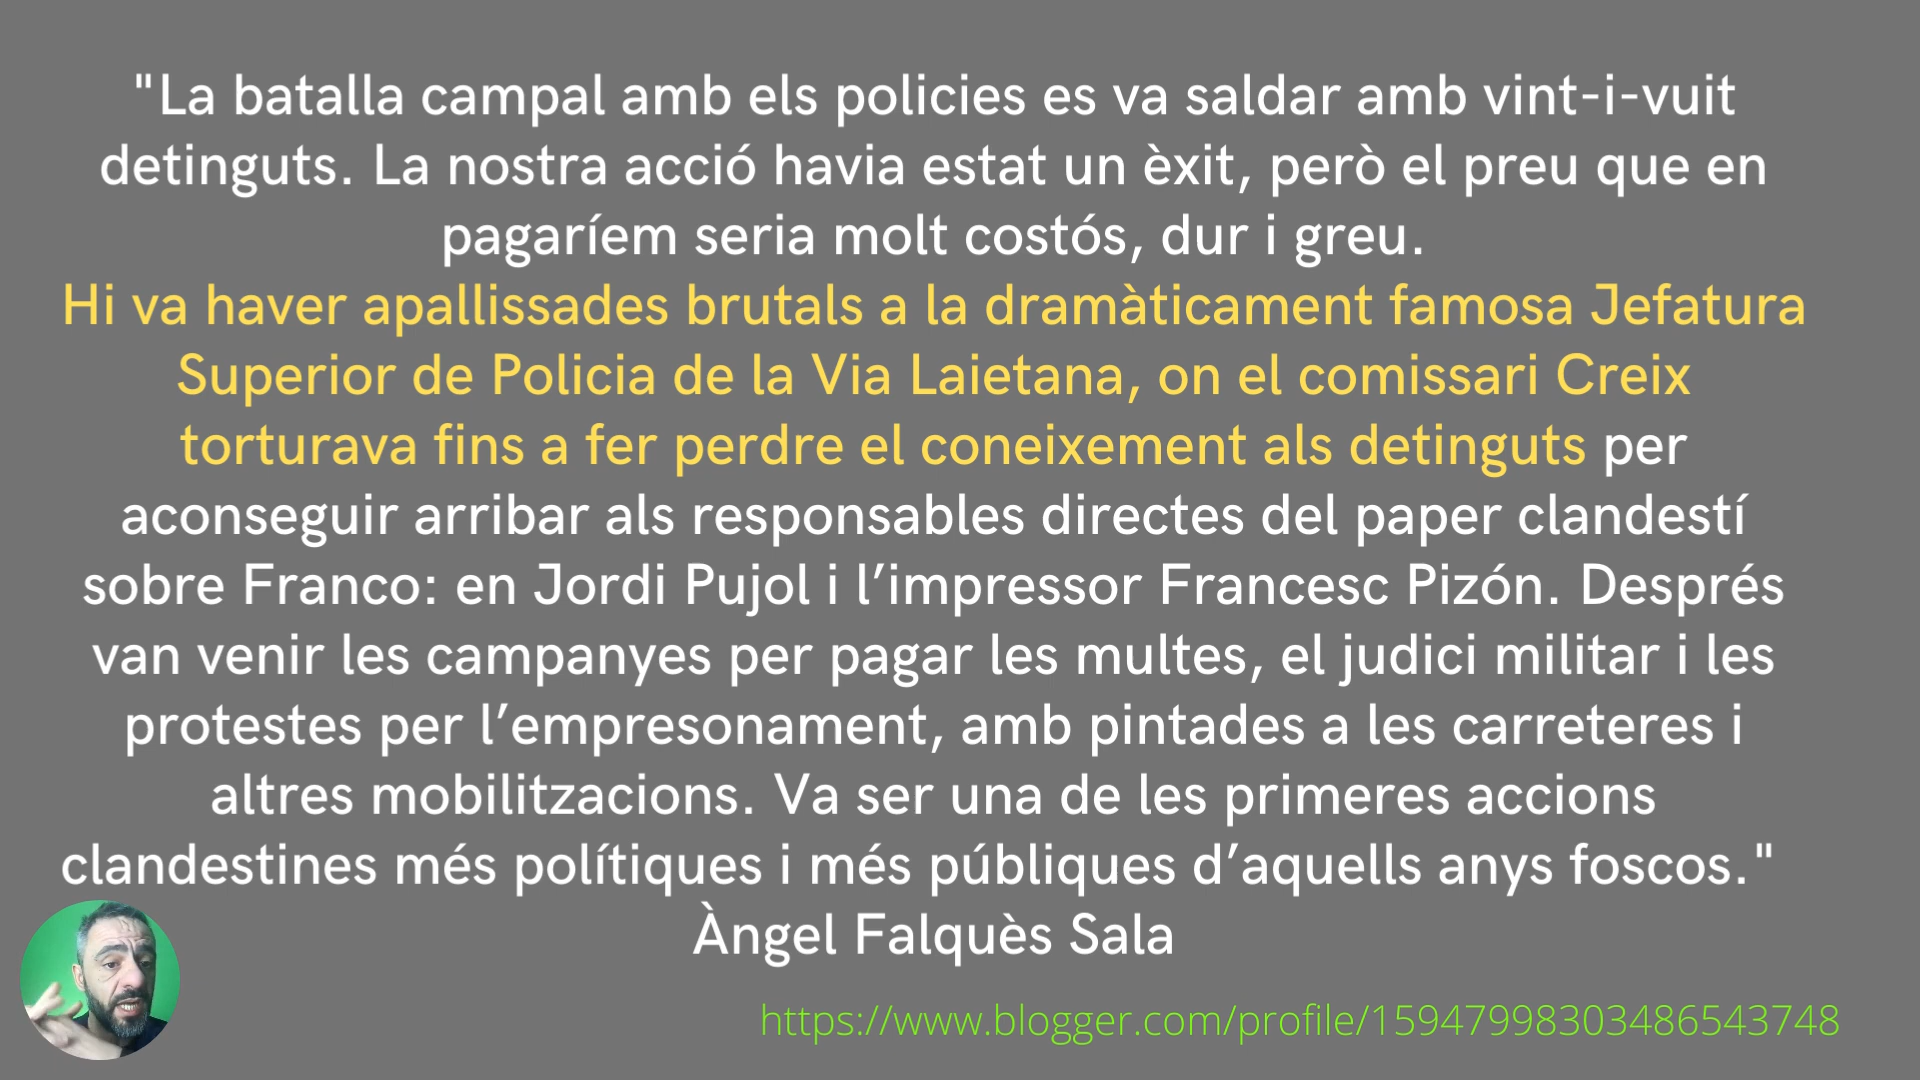 "La batalla campal amb els policies es va saldar amb vint-i-vuit
detinguts. La nostra acció havia estat un èxit, però el preu que en
pagaríem seria molt costós, dur i greu.
Hi va haver apallissades brutals a la dramàticament famosa Jefatura
Superior de Policia de la Via Laietana, on el comissari Creix
torturava fins a fer perdre el coneixement als detinguts per
aconseguir arribar als responsables directes del paper clandestí
sobre Franco: en Jordi Pujol i l’impressor Francesc Pizón. Després
van venir les campanyes per pagar les multes, el judici militar i les
protestes per l’empresonament, amb pintades a les carreteres i
altres mobilitzacions. Va ser una de les primeres accions
clandestines més polítiques i més públiques d’aquells anys foscos."
Àngel Falquès Sala
https://www.blogger.com/profile/15947998303486543748